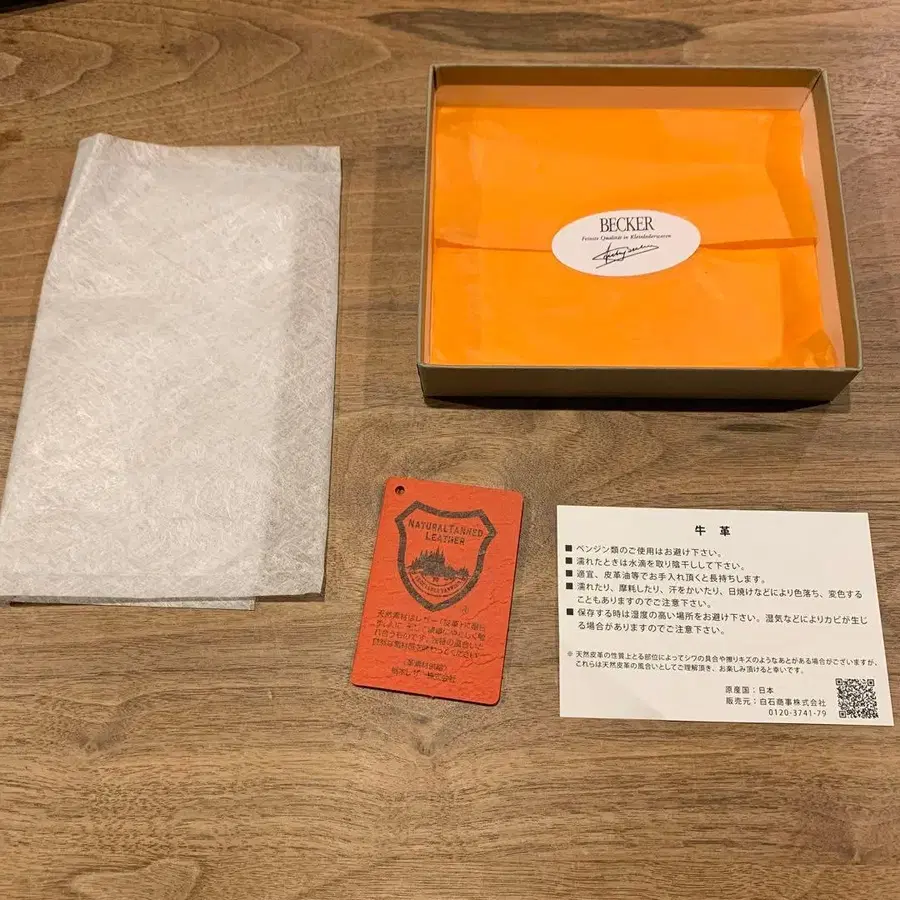 BECKER
Feinste Qualität in Kleinlederwaren
NATURAL TANNED
LEATHER
栃木レザー株式会社
牛 革
■ ベンジン類のご使用はお避け下さい。
■ 濡れたときは水滴を取り陰干しして下さい。
■ 適宜、皮革油等でお手入れ頂くと長持ちします。
■ 濡れたり、摩耗したり、汗をかいたり、日焼けなどにより色落ち、変色する
こともありますのでご注意下さい。
■ 保存する時は湿度の高い場所をお避け下さい。湿気などによりカビが生じ
る場合がありますのでご注意下さい。
※ 天然皮革の性質上とる部位によってシワの具合や擦りキズのようなあとがある場合がございますが、
これらは天然皮革の風合いとしてご理解頂き、お楽しみ頂けると幸いです。
原産国：日本
販売元：白石商事株式会社
0120-3741-79